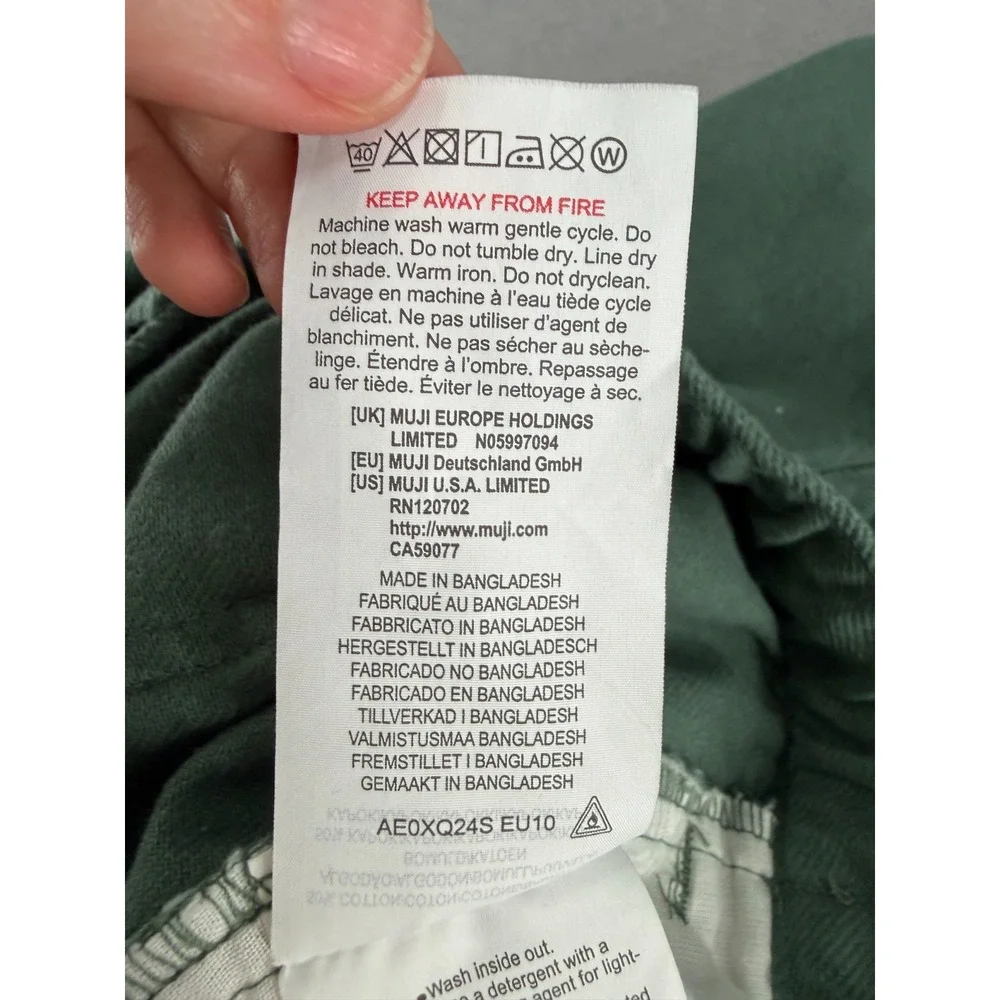 40 W
KEEP AWAY FROM FIRE
Machine wash warm gentle cycle. Do
not bleach. Do not tumble dry. Line dry
in shade. Warm iron. Do not dryclean.
Lavage en machine à l'eau tiède cycle
délicat. Ne pas utiliser d'agent de
blanchiment. Ne pas sécher au sèche-
linge. Étendre à l'ombre. Repassage
au fer tiède. Éviter le nettoyage à sec.
[UK] MUJI EUROPE HOLDINGS
LIMITED N05997094
[EU] MUJI Deutschland GmbH
[US] MUJI U.S.A. LIMITED
RN120702
http://www.muji.com
CA59077
MADE IN BANGLADESH
FABRIQUÉ AU BANGLADESH
FABBRICATO IN BANGLADESH
HERGESTELLT IN BANGLADESCH
FABRICADO NO BANGLADESH
FABRICADO EN BANGLADESH
TILLVERKAD I BANGLADESH
VALMISTUSMAA BANGLADESH
FREMSTILLET I BANGLADESH
GEMAAKT IN BANGLADESH
AE0XQ24S EU10
•Wash inside out.
a detergent with a
agent for light-